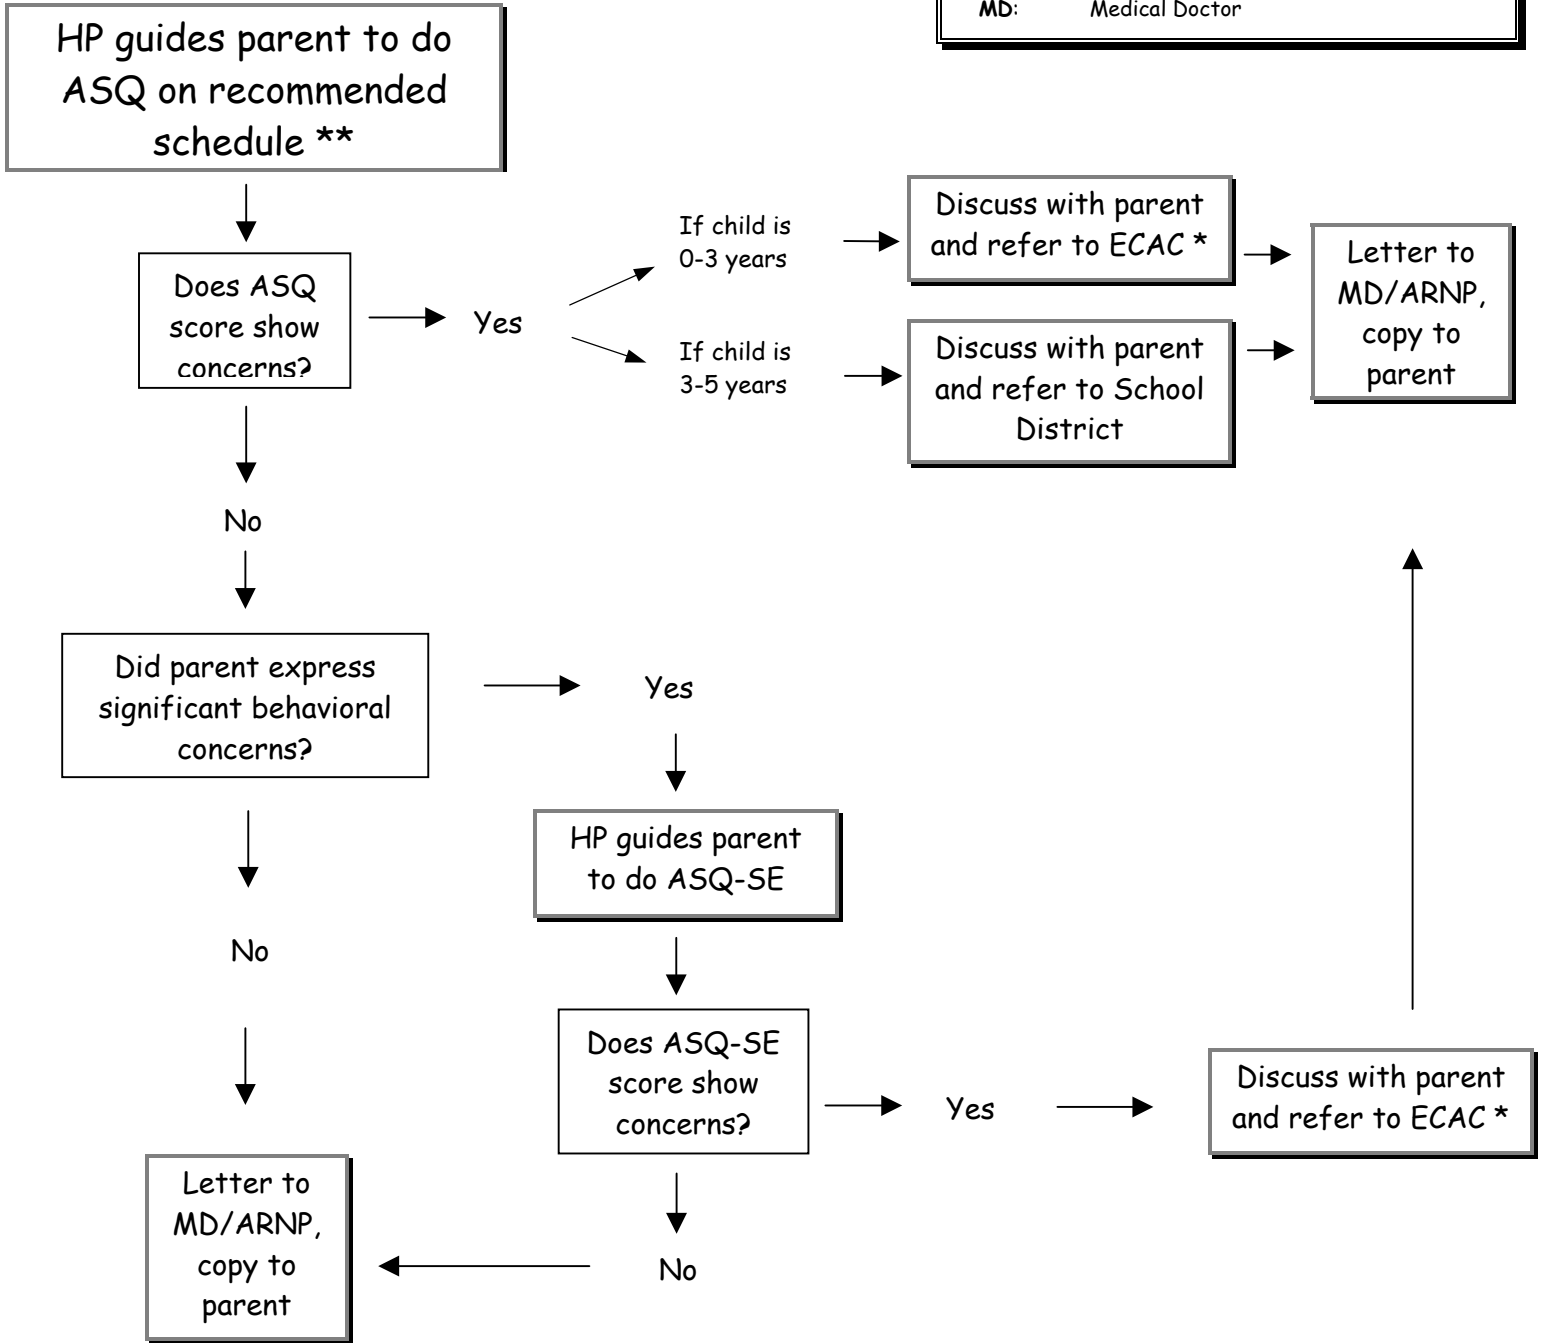 MD: Medical Doctor
HP guides parent to do
ASQ on recommended
schedule **
Does ASQ
score show
concerns?
Yes
If child is
0-3 years
Discuss with parent
and refer to ECAC *
If child is
3-5 years
Discuss with parent
and refer to School
District
Letter to
MD/ARNP,
copy to
parent
No
Did parent express
significant behavioral
concerns?
Yes
HP guides parent
to do ASQ-SE
No
Does ASQ-SE
score show
concerns?
Yes
Discuss with parent
and refer to ECAC *
Letter to
MD/ARNP,
copy to
parent
No